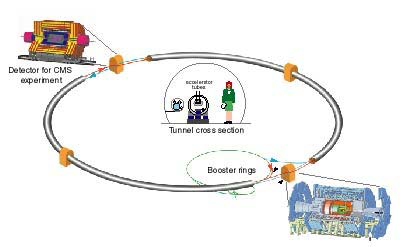 Detector for CMS
experiment
accelerator
tubes
Tunnel cross section
Booster rings